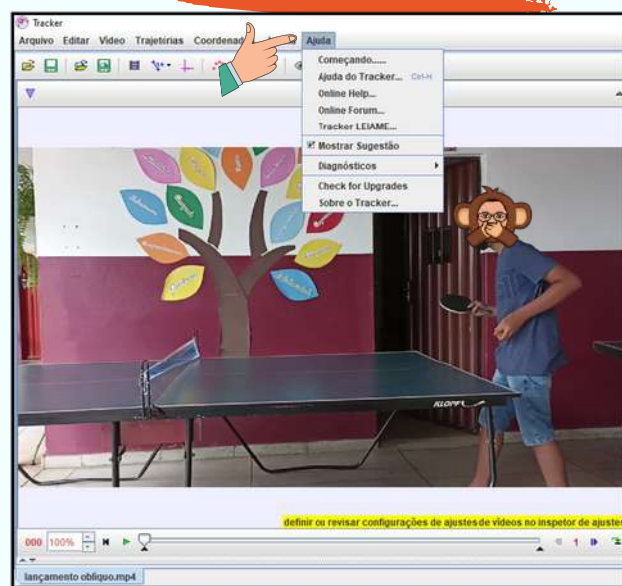 Tracker
Arquivo Editar Video Trajetórias Coordenad Ajuda
Começando.....
Ajuda do Tracker... Ctrl-H
Online Help...
Online Forum...
Tracker LEIAME...
Mostrar Sugestão
Diagnósticos
Check for Upgrades
Sobre o Tracker...
KLOPF
definir ou revisar configurações de ajustes de vídeos no inspetor de ajustes
000 100% 1
lançamento obliquo.mp4